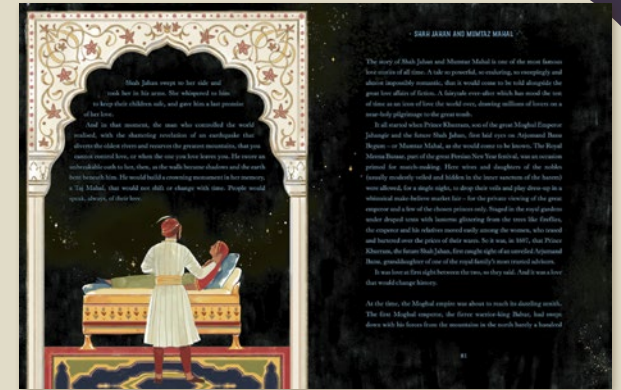 Shah Jahan swept to her side and
took her in his arms. She whispered to him
to keep their children safe, and gave him a last promise
of her love.
And in that moment, the man who controlled the world
realised, with the shattering revelation of an earthquake that
diverts the oldest rivers and recurves the greatest mountains, that you
cannot control love, or when the one you love leaves you. He swore an
unbreakable oath to her, then, as the walls became shadows and the earth
bent beneath him. He would build a crowning monument in her memory,
a Taj Mahal, that would not shift or change with time. People would
speak, always, of their love.
SHAH JAHAN AND MUMTAZ MAHAL
The story of Shah Jahan and Mumtaz Mahal is one of the most famous
love stories of all time. A tale so powerful, so enduring, so sweepingly and
almost impossibly romantic, that it would come to be told alongside the
great love affairs of fiction. A fairytale ever-after which has stood the test
of time as an icon of love the world over, drawing millions of lovers on a
near-holy pilgrimage to the great tomb.
It all started when Prince Khurram, son of the great Mughal Emperor
Jahangir and the future Shah Jahan, first laid eyes on Arjumand Banu
Begum – or Mumtaz Mahal, as she would come to be known. The Royal
Meena Bazaar, part of the great Persian New Year festival, was an occasion
primed for match-making. Here wives and daughters of the nobles
(usually modestly veiled and hidden in the inner sanctum of the harem)
were allowed, for a single night, to drop their veils and play dress-up in a
whimsical make-believe market fair – for the private viewing of the great
emperor and a few of the chosen princes only. Staged in the royal gardens
under draped tents with lanterns glittering from the trees like fireflies,
the emperor and his relatives moved easily among the women, who teased
and bartered over the prices of their wares. So it was, in 1607, that Prince
Khurram, the future Shah Jahan, first caught sight of an unveiled Arjumand
Banu, granddaughter of one of the royal family's most trusted advisers.
It was love at first sight between the two, so they said. And it was a love
that would change history.
At the time, the Mughal empire was about to reach its dazzling zenith.
The first Mughal emperor, the fierce warrior-king Babur, had swept
down with his forces from the mountains in the north barely a hundred